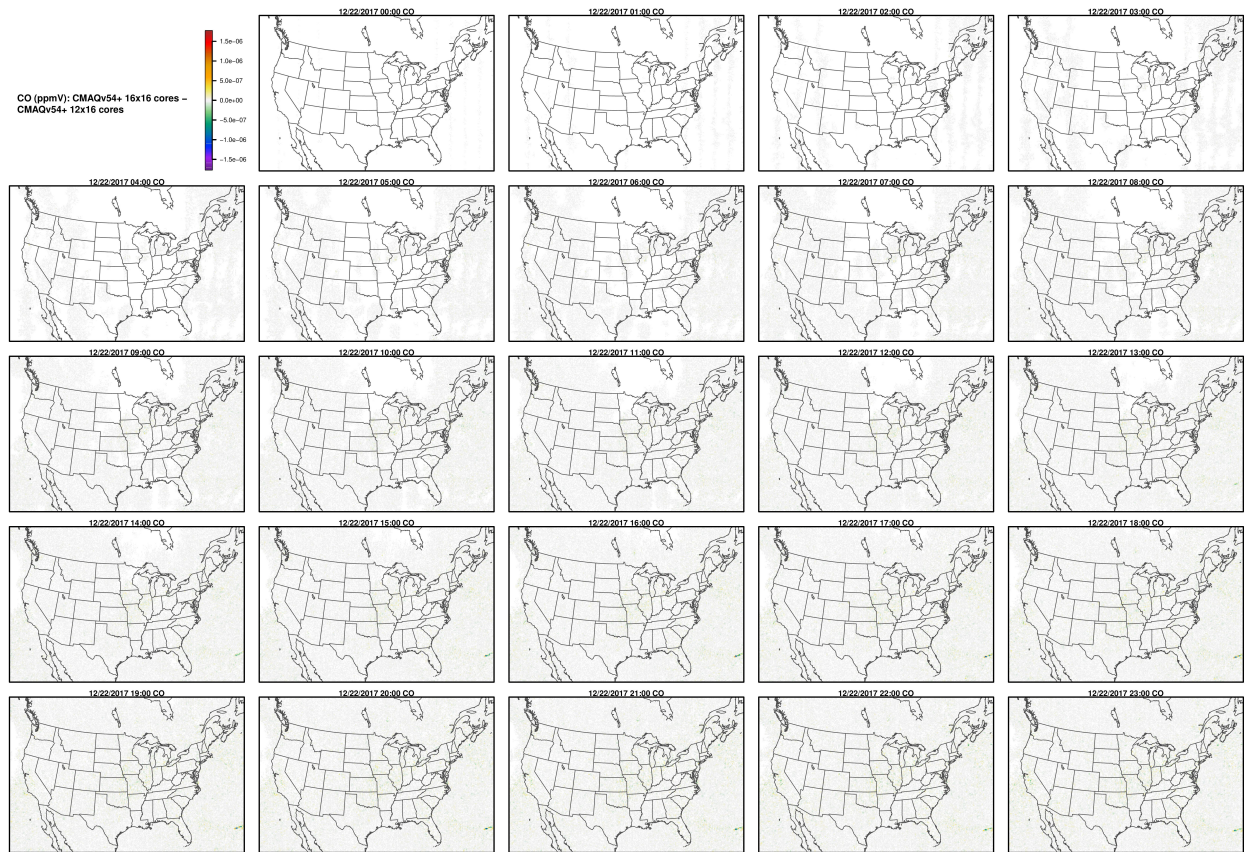 12/22/2017 00:00 CO
12/22/2017 01:00 CO
12/22/2017 02:00 CO
12/22/2017 03:00 CO
1.5e−06
1.0e−06
5.0e−07
0.0e+00
−5.0e−07
−1.0e−06
−1.5e−06
CO (ppmV): CMAQv54+ 16x16 cores −
CMAQv54+ 12x16 cores
12/22/2017 04:00 CO
12/22/2017 05:00 CO
12/22/2017 06:00 CO
12/22/2017 07:00 CO
12/22/2017 08:00 CO
12/22/2017 09:00 CO
12/22/2017 10:00 CO
12/22/2017 11:00 CO
12/22/2017 12:00 CO
12/22/2017 13:00 CO
12/22/2017 14:00 CO
12/22/2017 15:00 CO
12/22/2017 16:00 CO
12/22/2017 17:00 CO
12/22/2017 18:00 CO
12/22/2017 19:00 CO
12/22/2017 20:00 CO
12/22/2017 21:00 CO
12/22/2017 22:00 CO
12/22/2017 23:00 CO